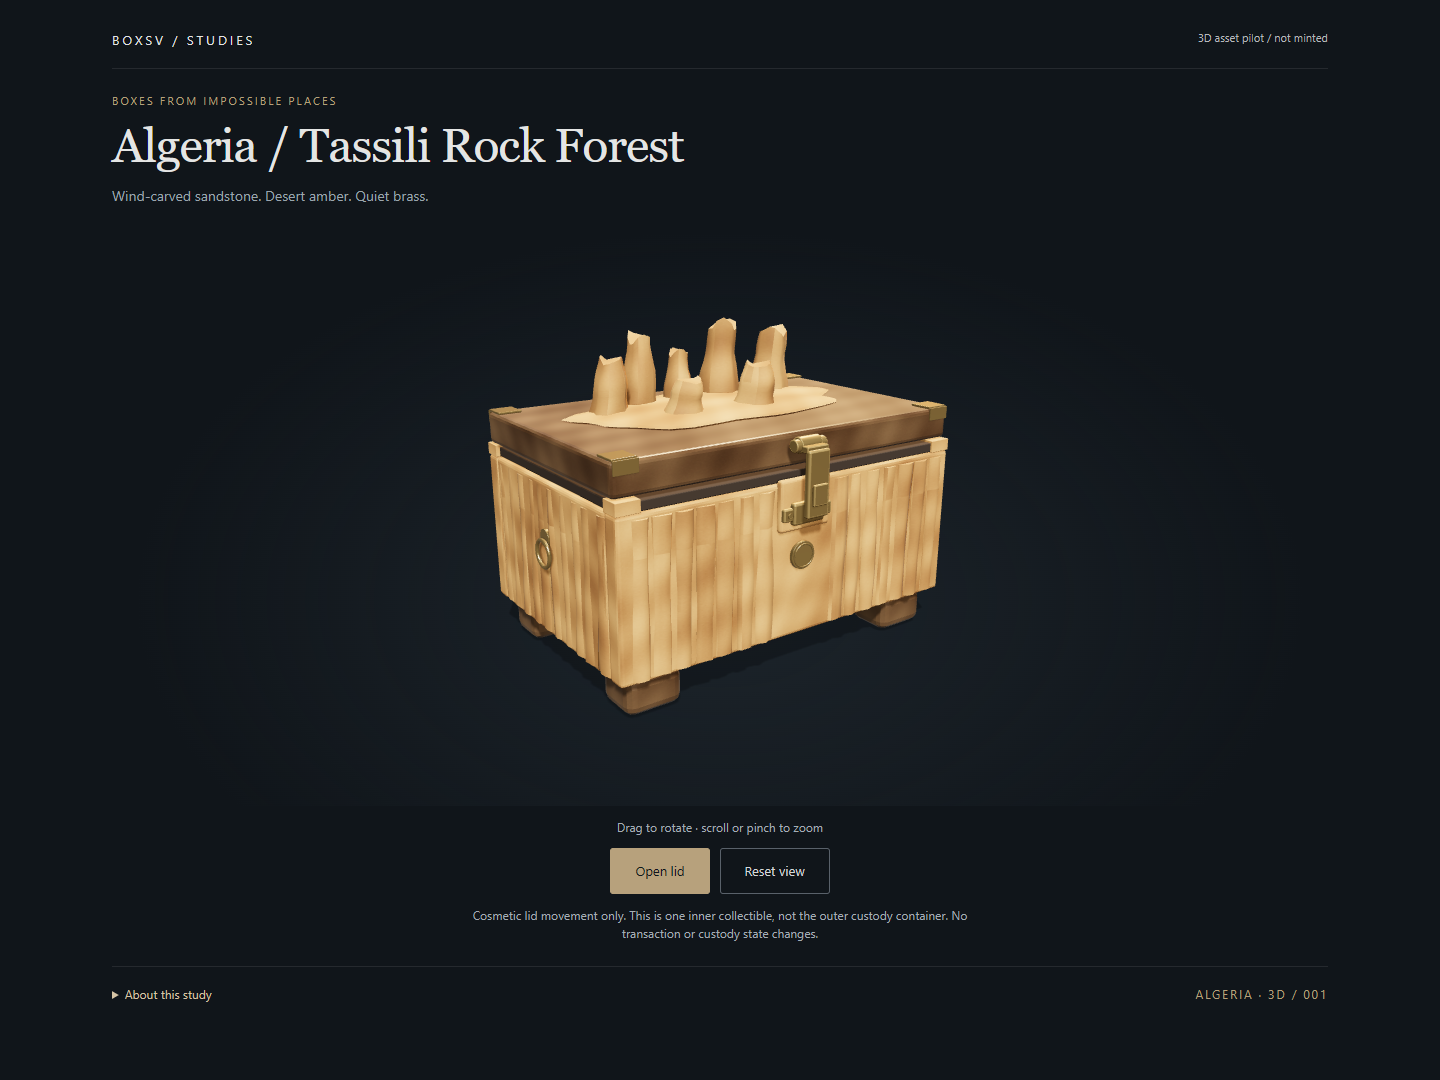 BOXSV / STUDIES
3D asset pilot / not minted
BOXES FROM IMPOSSIBLE PLACES
Algeria / Tassili Rock Forest
Wind-carved sandstone. Desert amber. Quiet brass.
Drag to rotate · scroll or pinch to zoom
Open lid
Reset view
Cosmetic lid movement only. This is one inner collectible, not the outer custody container. No
transaction or custody state changes.
About this study
ALGERIA · 3D / 001